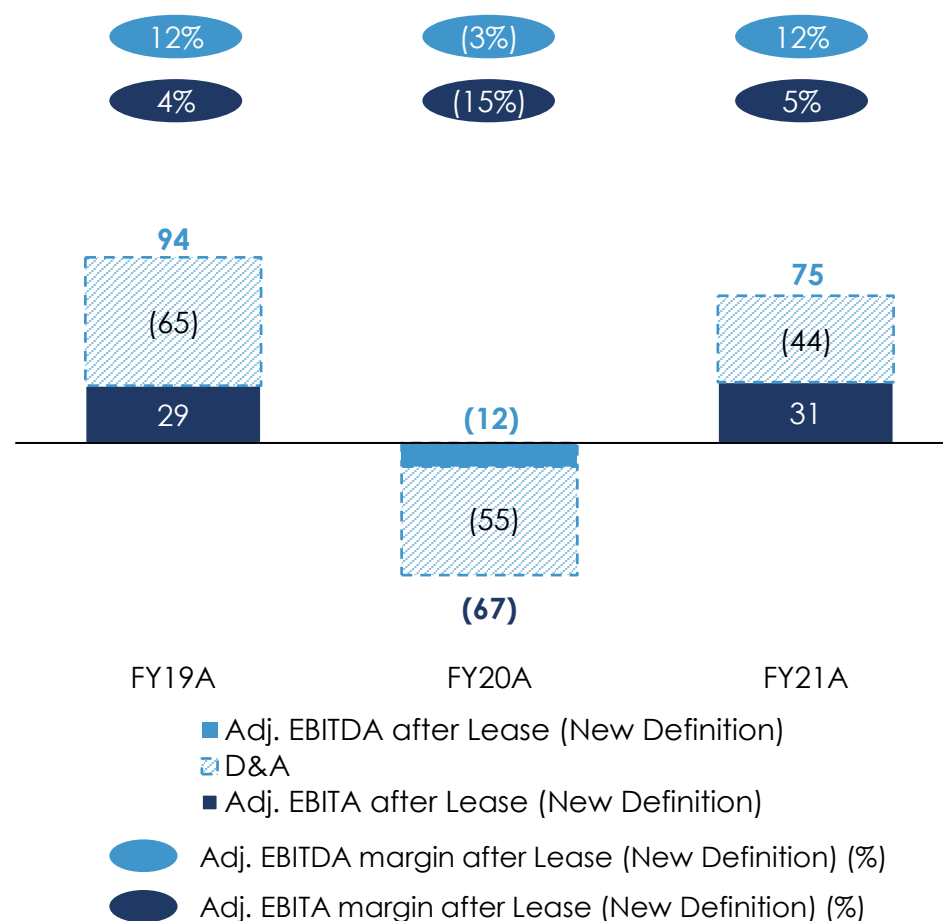 12% (3%) 12%
4% (15%) 5%
94
75
(65)
(44)
29
(12)
31
(55)
(67)
FY19A FY20A FY21A
Adj. EBITDA after Lease (New Definition)
D&A
Adj. EBITA after Lease (New Definition)
Adj. EBITDA margin after Lease (New Definition) (%)
Adj. EBITA margin after Lease (New Definition) (%)